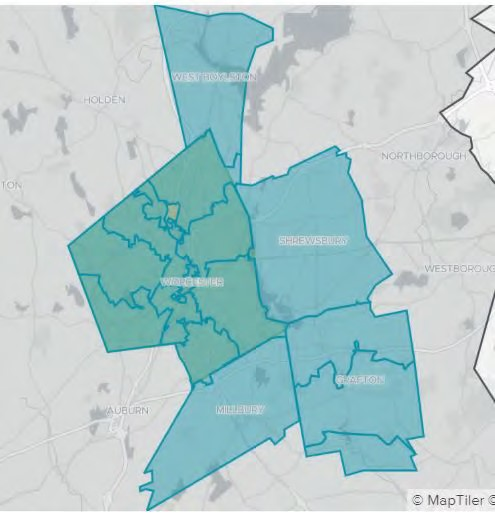 WEST BOYLSTON
HOLDEN
NORTHBOROUGH
TON
SHREWSBURY
WESTBOROUG
WORCESTER
GRAFTON
AUBURN
MILLBURY
© MapTiler ©